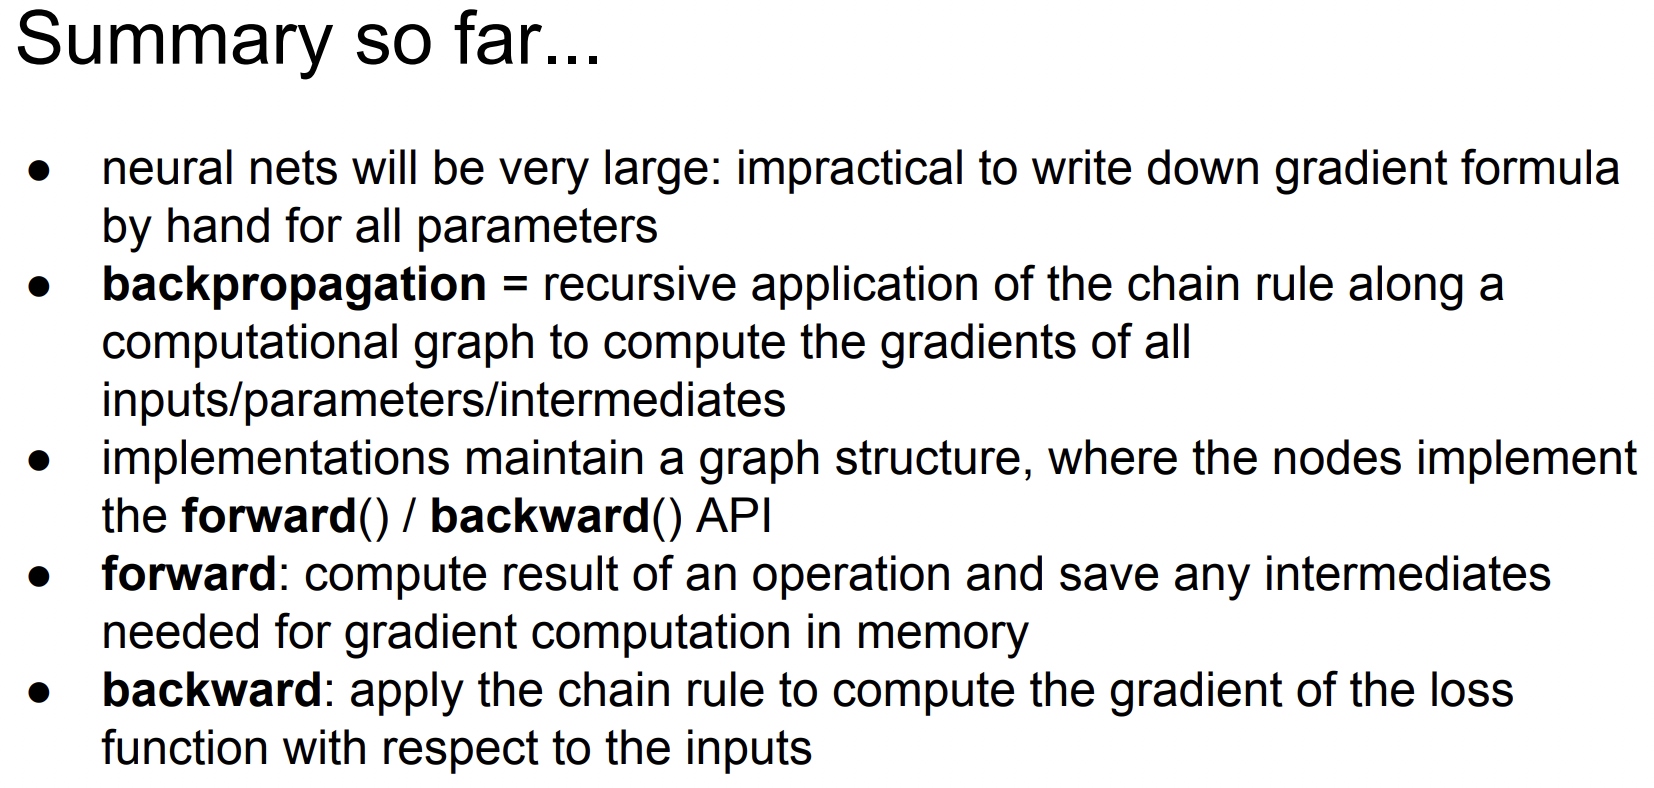 Summary so far...
● neural nets will be very large: impractical to write down gradient formula
by hand for all parameters
● backpropagation = recursive application of the chain rule along a
computational graph to compute the gradients of all
inputs/parameters/intermediates
● implementations maintain a graph structure, where the nodes implement
the forward() / backward() API
● forward: compute result of an operation and save any intermediates
needed for gradient computation in memory
● backward: apply the chain rule to compute the gradient of the loss
function with respect to the inputs